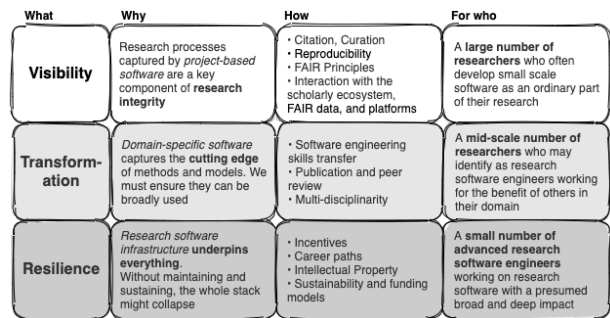 What Why How For who
Visibility
Research processes
captured by project-based
software are a key
component of research
integrity
• Citation, Curation
• Reproducibility
• FAIR Principles
• Interaction with the
scholarly ecosystem,
FAIR data, and platforms
A large number of
researchers who often
develop small scale
software as an ordinary part
of their research
Transform-
ation
Domain-specific software
captures the cutting edge
of methods and models. We
must ensure they can be
broadly used
• Software engineering
skills transfer
• Publication and peer
review
• Multi-disciplinarity
A mid-scale number of
researchers who may
identify as research
software engineers working
for the benefit of others in
their domain
Resilience
Research software
infrastructure underpins
everything.
Without maintaining and
sustaining, the whole stack
might collapse
• Incentives
• Career paths
• Intellectual Property
• Sustainability and funding
models
A small number of
advanced research
software engineers
working on research
software with a presumed
broad and deep impact